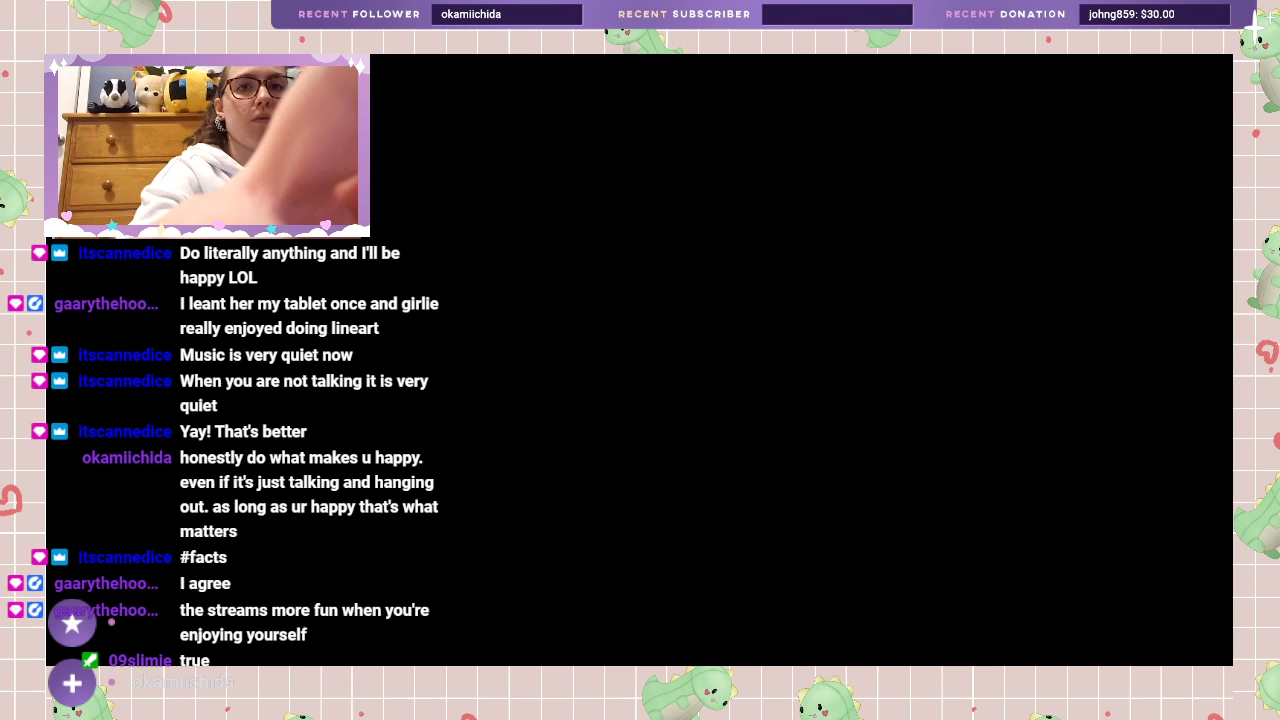 RECENT FOLLOWER okamiichida RECENT SUBSCRIBER RECENT DONATION johng859: $30.00
itscannedice Do literally anything and I'll be
happy LOL
gaarythehoo... I leant her my tablet once and girlie
really enjoyed doing lineart
itscannedice Music is very quiet now
itscannedice When you are not talking it is very
quiet
itscannedice Yay! That's better
okamiichida honestly do what makes u happy.
even if it's just talking and hanging
out. as long as ur happy that's what
matters
itscannedice #facts
gaarythehoo... I agree
gaarythehoo... the streams more fun when you're
enjoying yourself
09slimie true
okamiichida